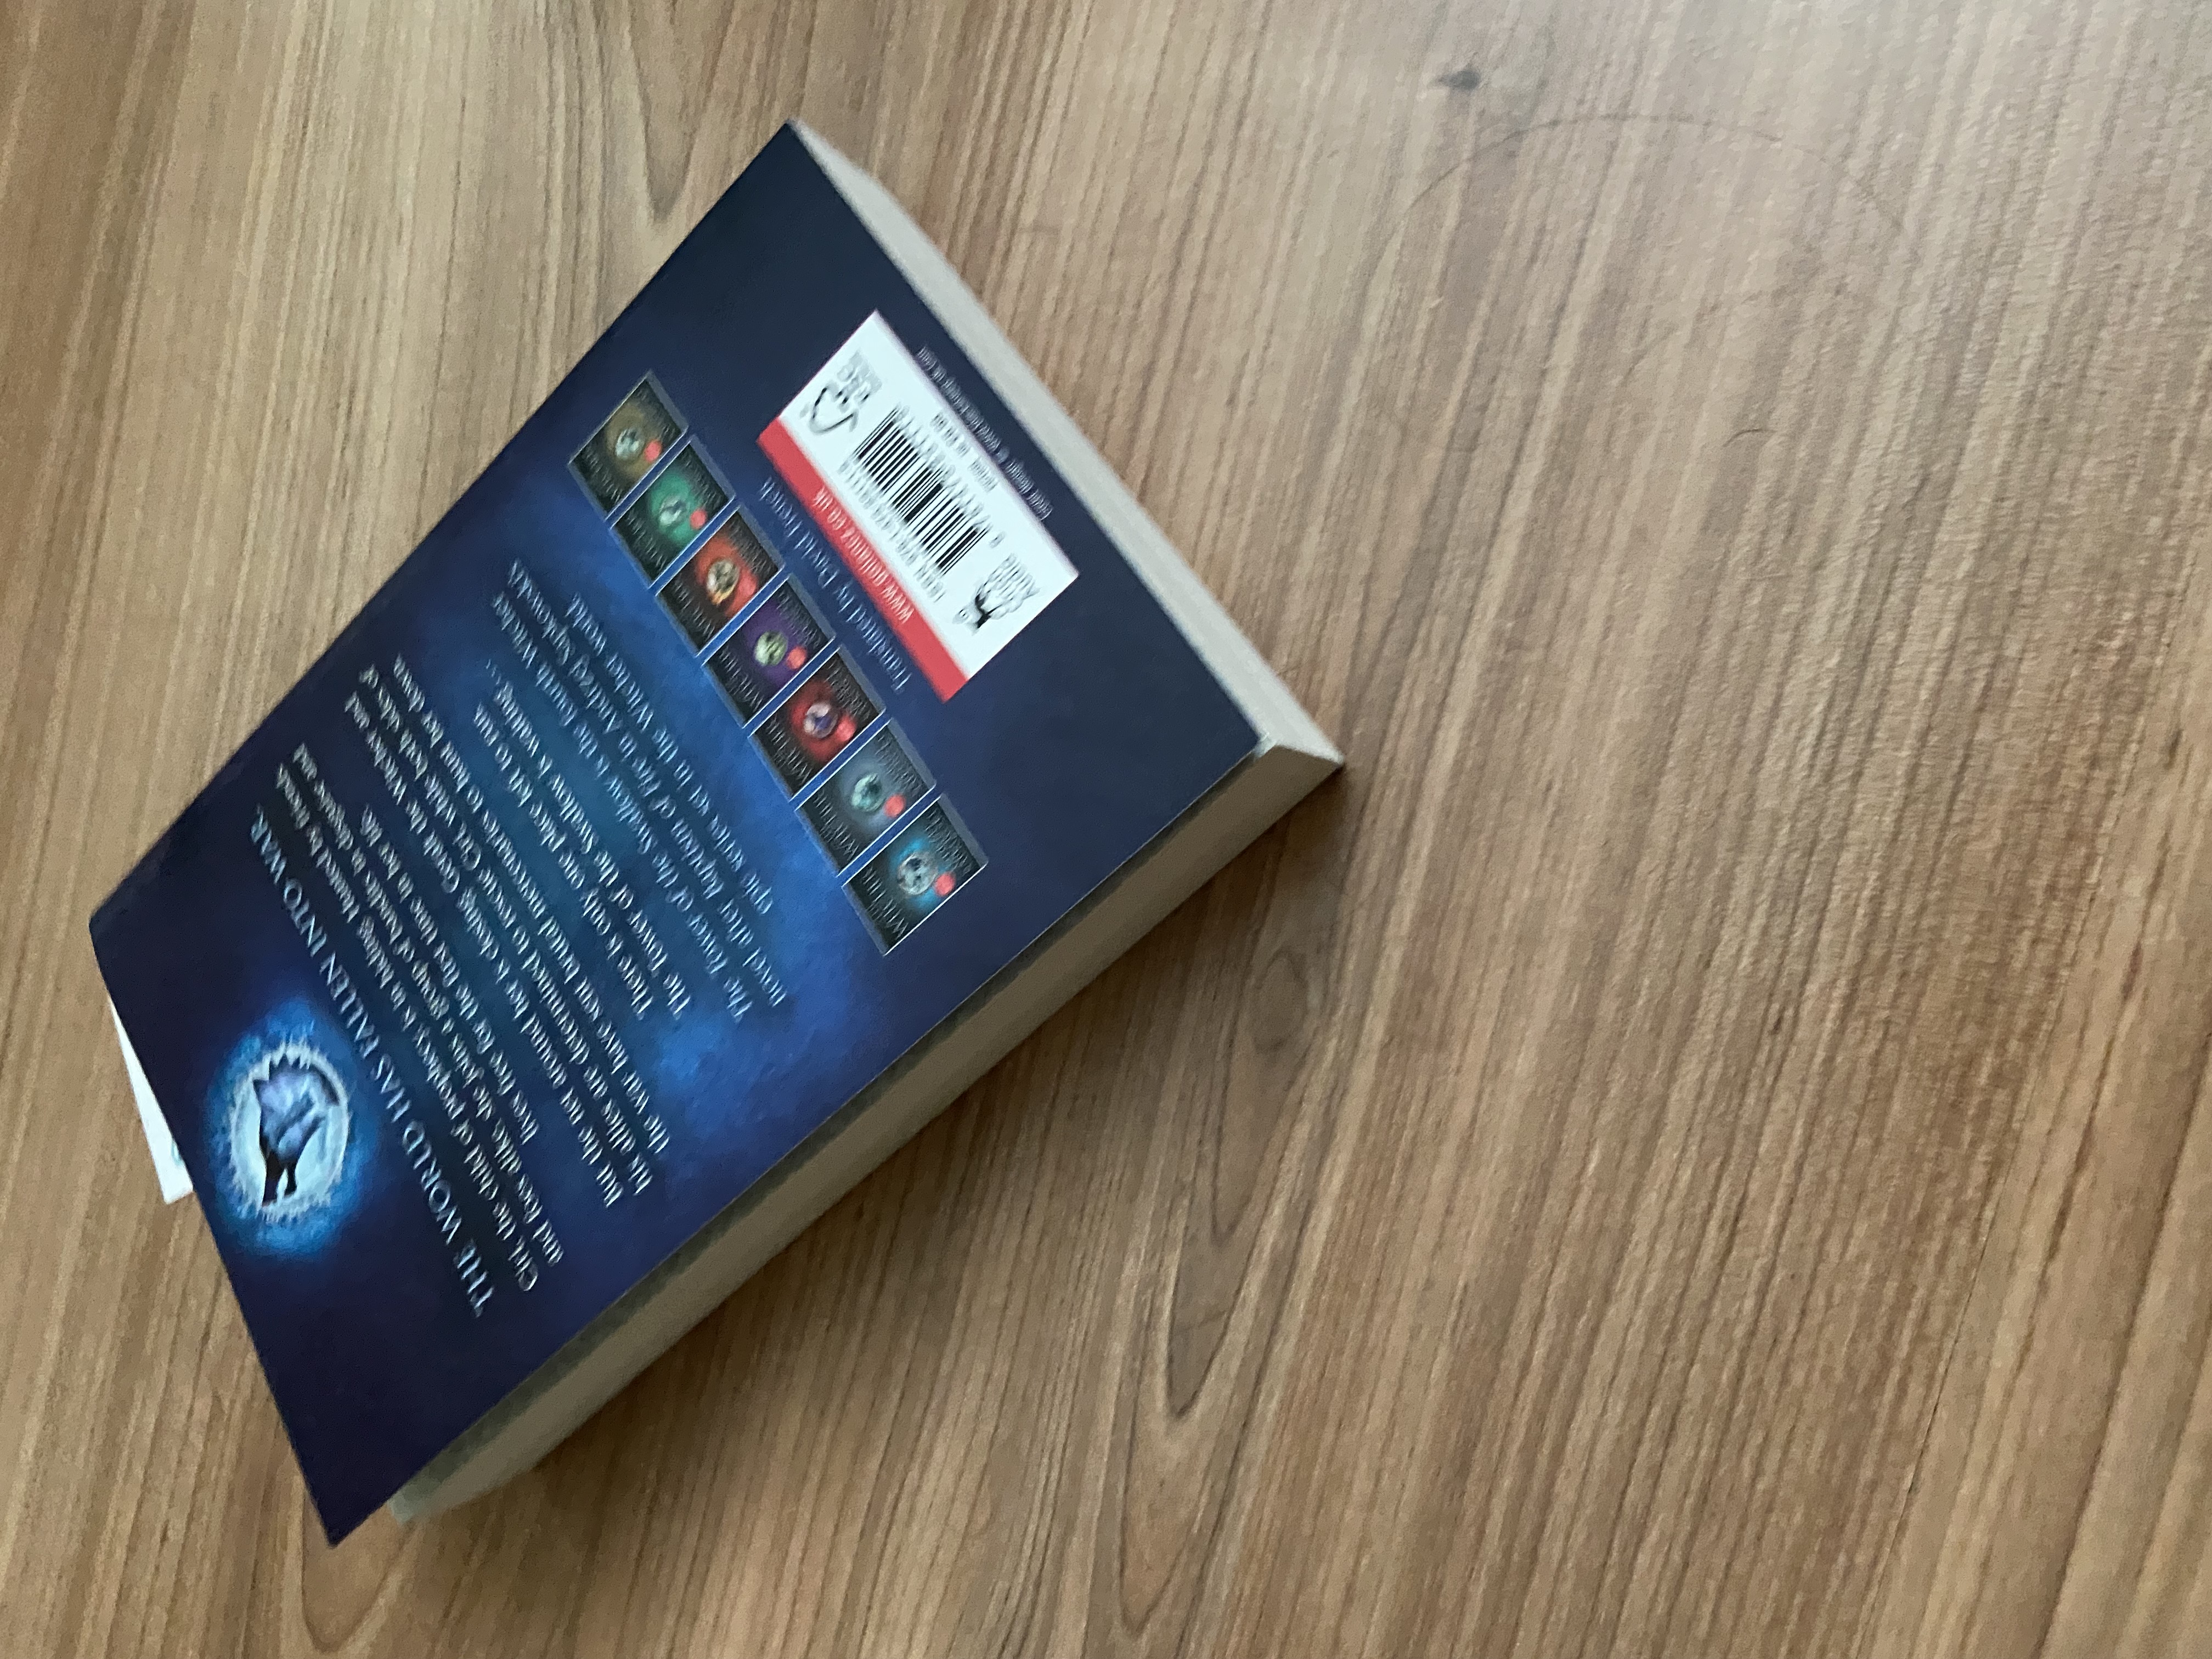 THE WORLD HAS FALLEN INTO WAR.
Ciri, the child of prophecy, is in hiding. Hunted by friends
and foes alike, she joins a group of bandits in disguise and
lives free for the first time in her life.
But the net around her is closing. Geralt the Witcher and
his allies are determined to rescue Ciri, while both sides of
the war have sent brutal mercenaries to hunt her down.
There is only one place left to run.
The Tower of the Swallow is waiting...
The Tower of the Swallow is the fourth Witcher
novel after Baptism of Fire in Andrzej Sapkowski's
epic series set in the Witcher world.
Translated by David French
www.gollancz.co.uk
ISBN
Orion
Audio
FSC
Cover design